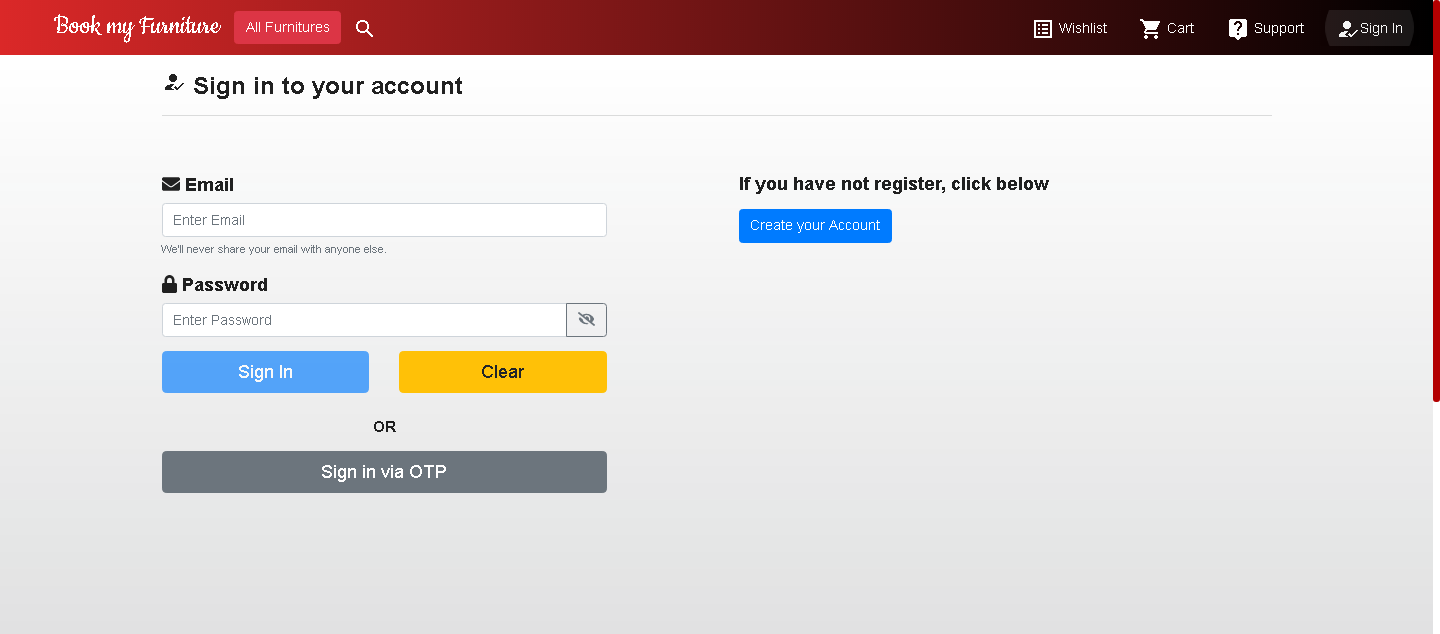 Book my Furniture All Furnitures Wishlist Cart Support Sign In
Sign in to your account
Email
Enter Email
We'll never share your email with anyone else.
Password
Enter Password
Sign In Clear
OR
Sign in via OTP
If you have not register, click below
Create your Account